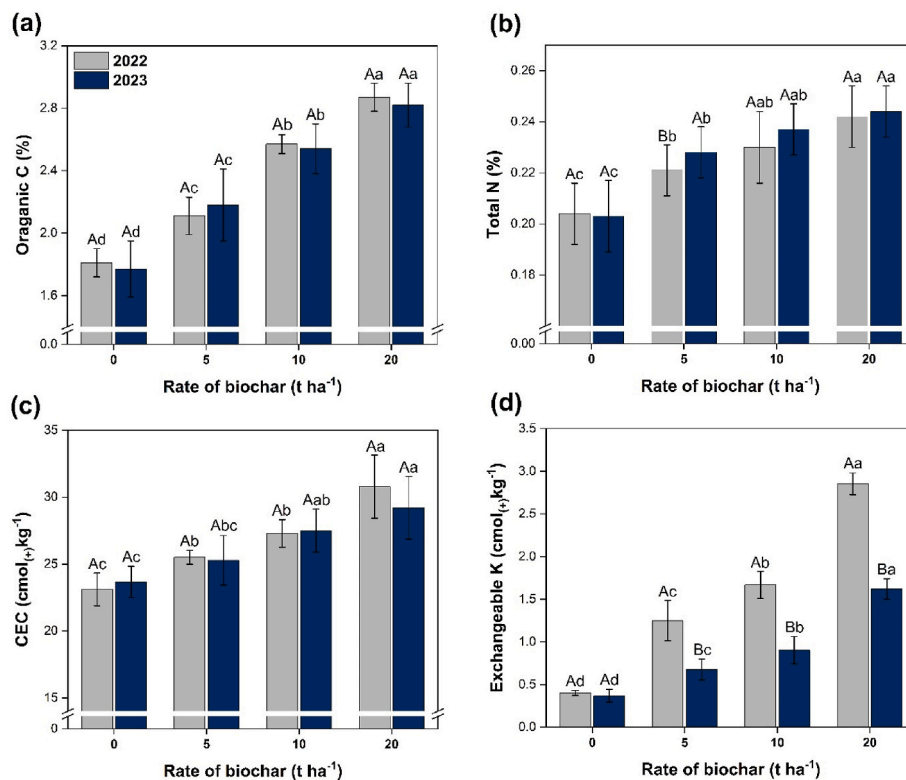 (a)
3.2
2.8
2.4
2.0
1.6
0.0
Oraganic C (%)
2022
2023
Ad Ad Ac Ac Ab Ab Aa Aa
0 5 10 20
Rate of biochar (t ha⁻¹)
(b)
0.26
0.24
0.22
0.20
0.18
0.00
Total N (%)
Ac Ac Bb Ab Aab Aab Aa Aa
0 5 10 20
Rate of biochar (t ha⁻¹)
(c)
35
30
25
20
15
0
CEC (cmol₍₊₎kg⁻¹)
Ac Ac Ab Abc Ab Aab Aa Aa
0 5 10 20
Rate of biochar (t ha⁻¹)
(d)
3.5
3.0
2.5
2.0
1.5
1.0
0.5
0.0
Exchangeable K (cmol₍₊₎kg⁻¹)
Ad Ad Ac Bc Ab Bb Aa Ba
0 5 10 20
Rate of biochar (t ha⁻¹)